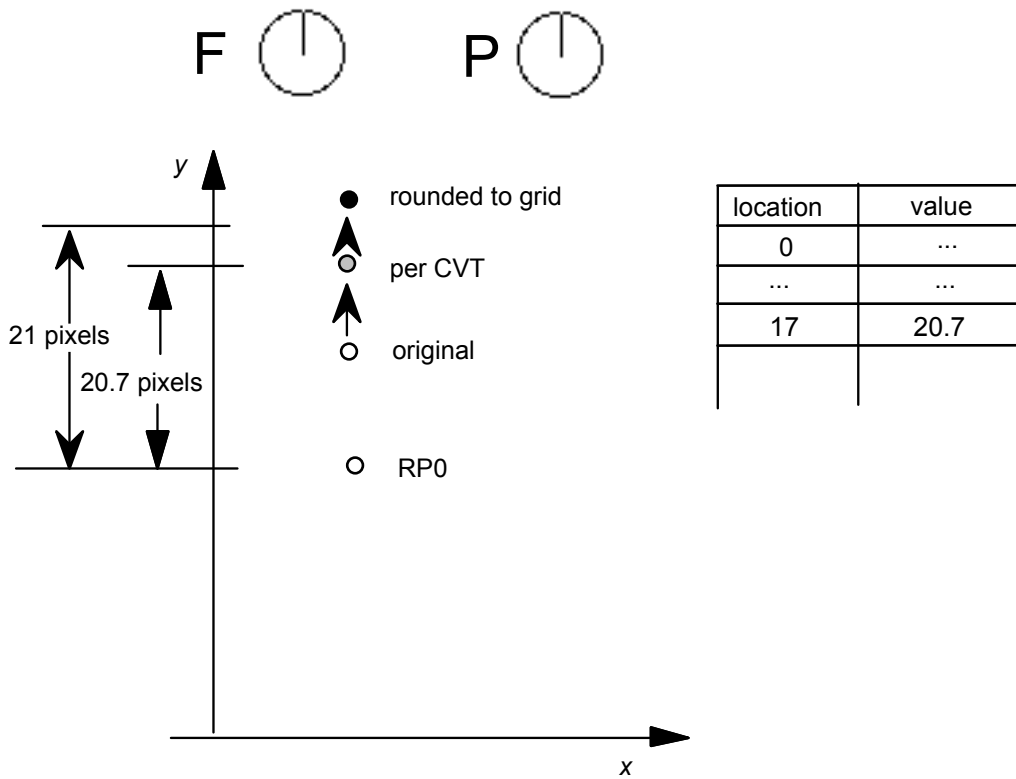 F P
y
rounded to grid
per CVT
original
RP0
21 pixels
20.7 pixels
x
location value
0 ...
... ...
17 20.7